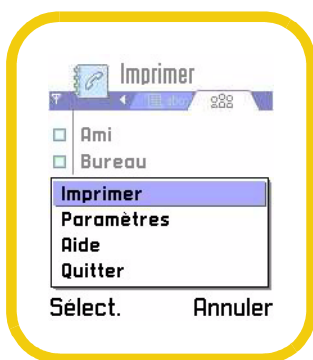 Imprimer
Ami
Bureau
Imprimer
Paramètres
Aide
Quitter
Sélect. Annuler